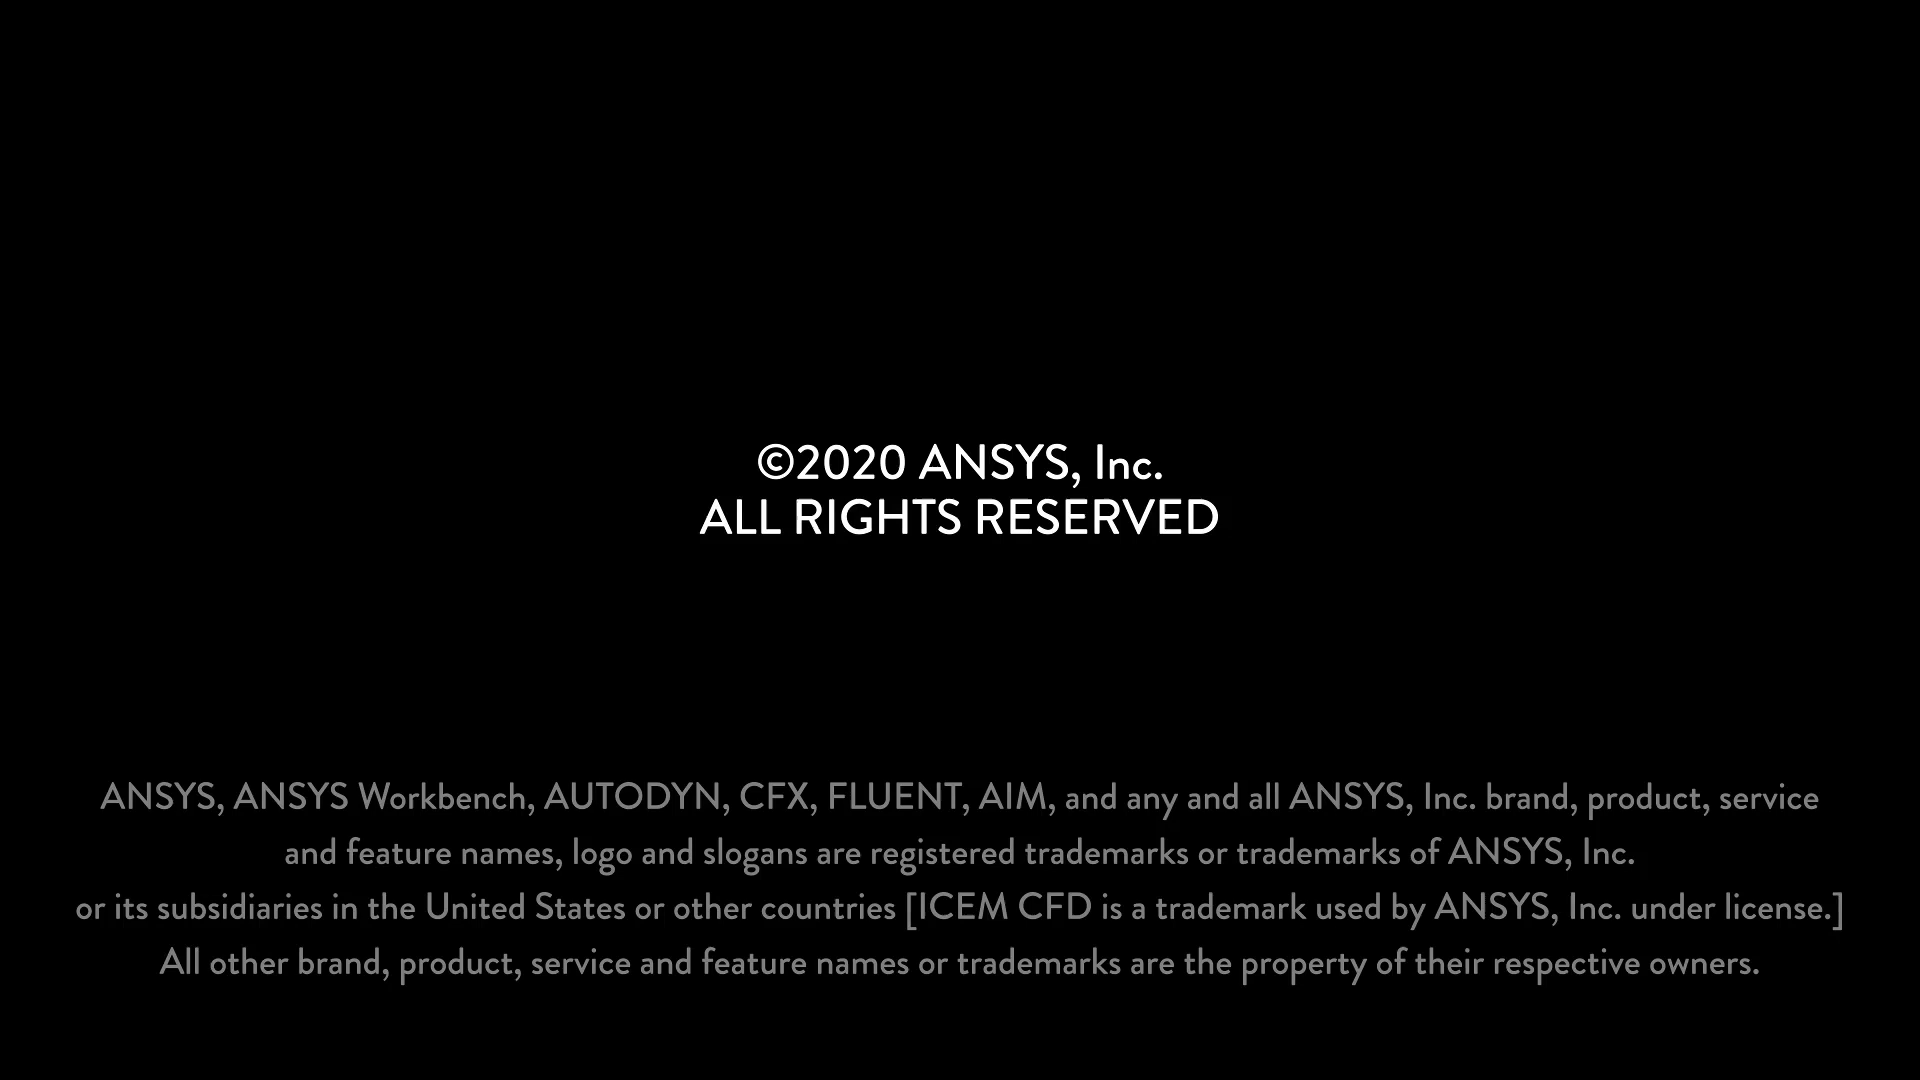 ©2020 ANSYS, Inc.
ALL RIGHTS RESERVED
ANSYS, ANSYS Workbench, AUTODYN, CFX, FLUENT, AIM, and any and all ANSYS, Inc. brand, product, service
and feature names, logo and slogans are registered trademarks or trademarks of ANSYS, Inc.
or its subsidiaries in the United States or other countries [ICEM CFD is a trademark used by ANSYS, Inc. under license.]
All other brand, product, service and feature names or trademarks are the property of their respective owners.